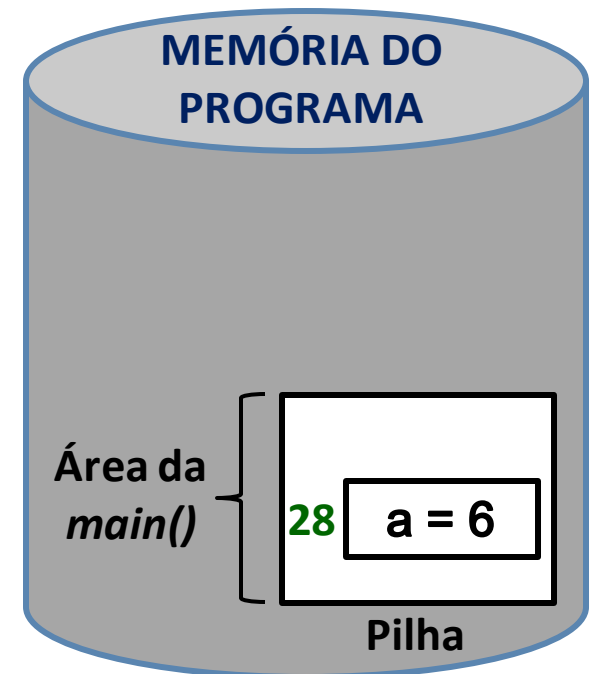 MEMÓRIA DO
PROGRAMA
Área da
main()
28
a = 6
Pilha